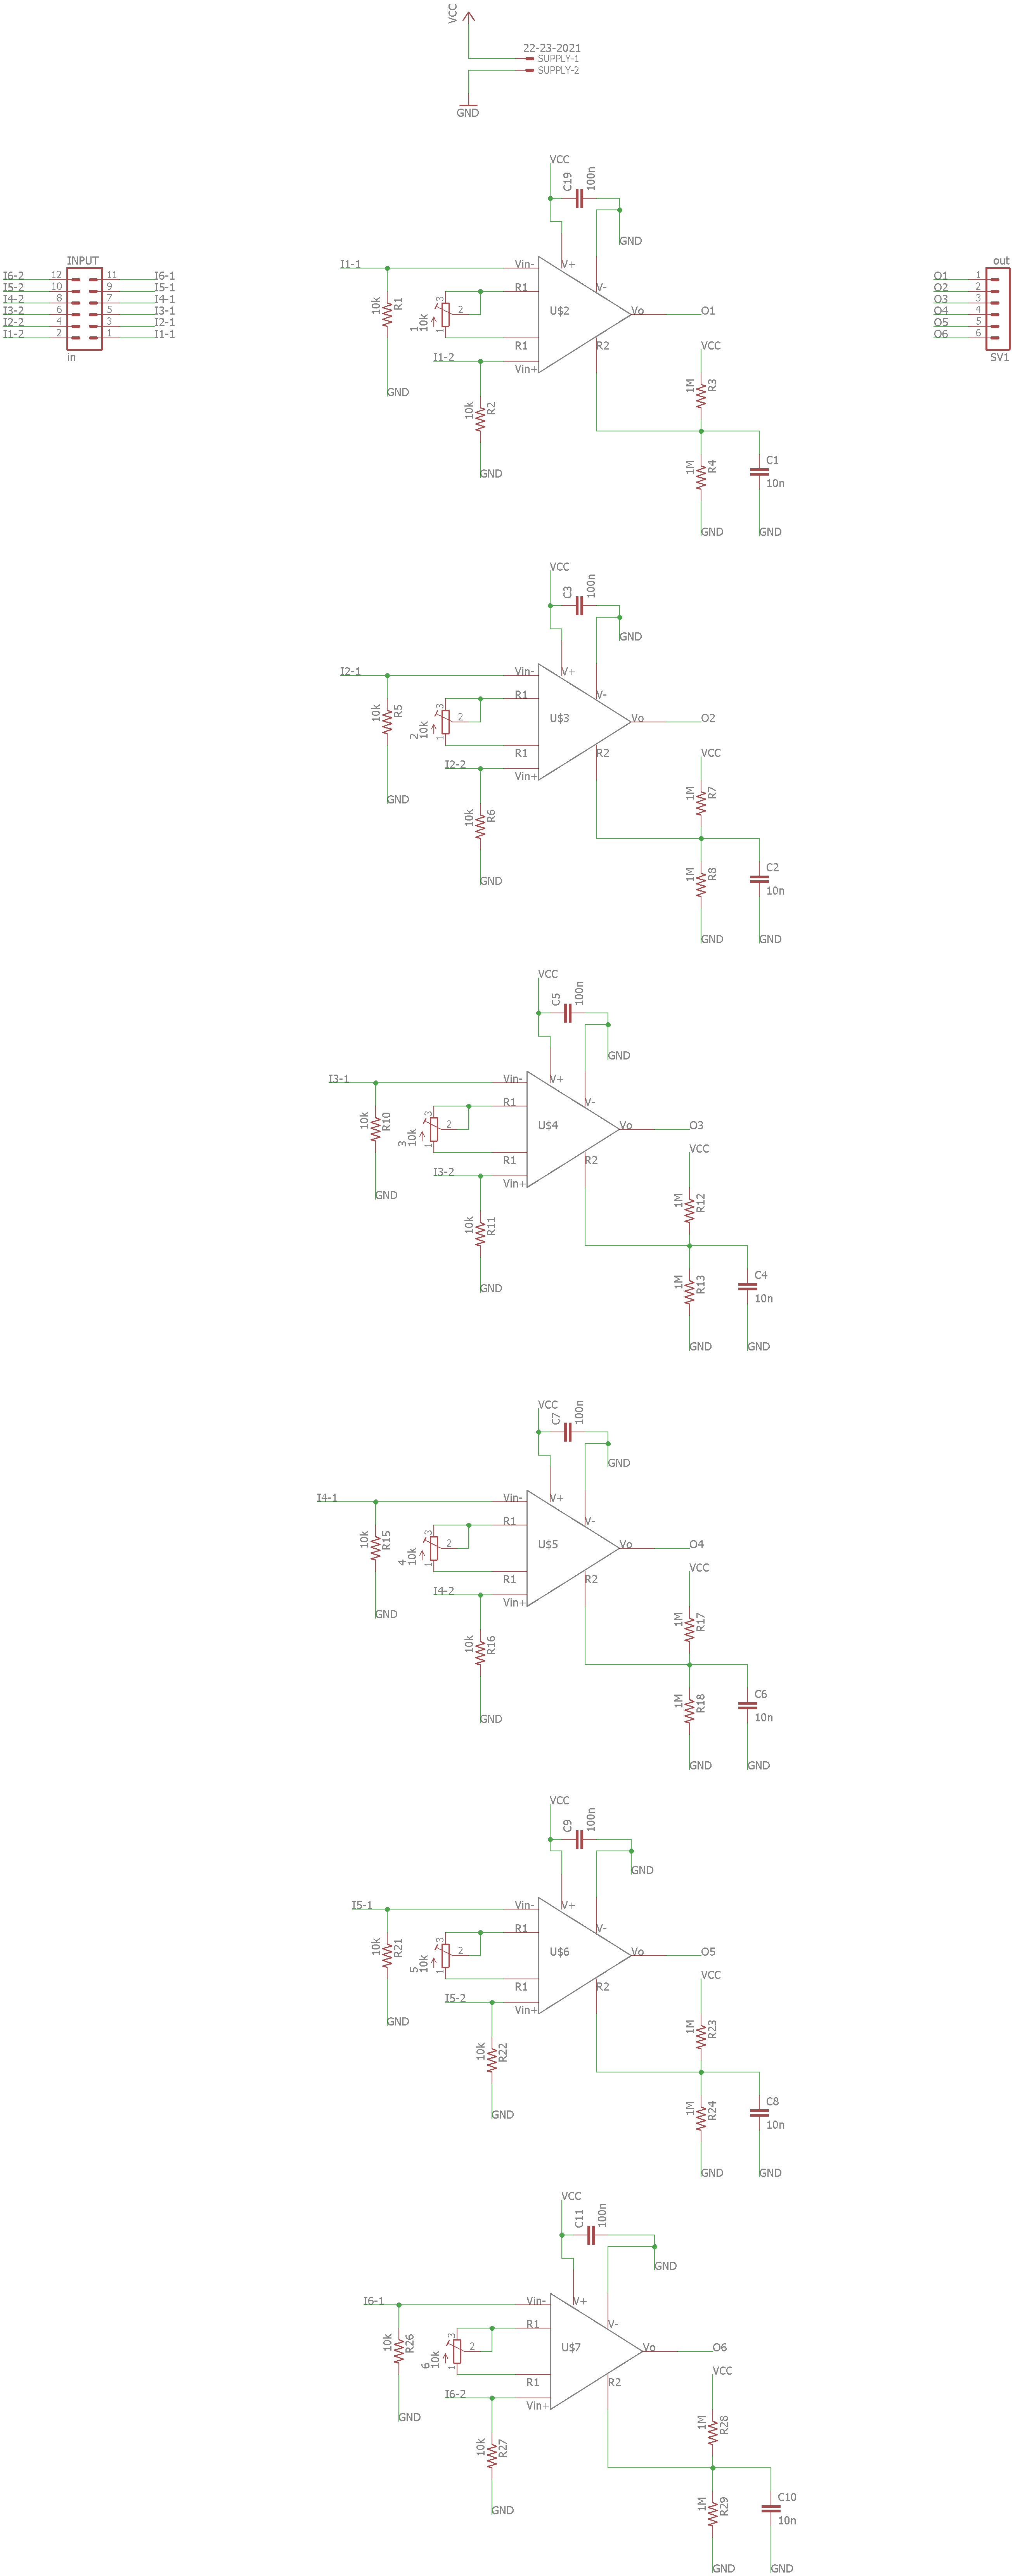 VCC
22-23-2021
SUPPLY-1
SUPPLY-2
GND
INPUT
I6-2 12 11 I6-1
I5-2 10 9 I5-1
I4-2 8 7 I4-1
I3-2 6 5 I3-1
I2-2 4 3 I2-1
I1-2 2 1 I1-1
in
out
O1 1
O2 2
O3 3
O4 4
O5 5
O6 6
SV1
VCC
C19
100n
GND
I1-1
Vin-
V+
10k
R1
R1
V-
3
2
1
1
10k
U$2
Vo
O1
R1
R2
I1-2
Vin+
VCC
GND
10k
R2
1M
R3
GND
1M
R4
C1
10n
GND
GND
VCC
C3
100n
GND
I2-1
Vin-
V+
10k
R5
R1
V-
3
2
1
2
10k
U$3
Vo
O2
R1
R2
I2-2
Vin+
VCC
GND
10k
R6
1M
R7
GND
1M
R8
C2
10n
GND
GND
VCC
C5
100n
GND
I3-1
Vin-
V+
10k
R10
R1
V-
3
2
1
3
10k
U$4
Vo
O3
R1
R2
I3-2
Vin+
VCC
GND
10k
R11
1M
R12
GND
1M
R13
C4
10n
GND
GND
VCC
C7
100n
GND
I4-1
Vin-
V+
10k
R15
R1
V-
3
2
1
4
10k
U$5
Vo
O4
R1
R2
I4-2
Vin+
VCC
GND
10k
R16
1M
R17
GND
1M
R18
C6
10n
GND
GND
VCC
C9
100n
GND
I5-1
Vin-
V+
10k
R21
R1
V-
3
2
1
5
10k
U$6
Vo
O5
R1
R2
I5-2
Vin+
VCC
GND
10k
R22
1M
R23
GND
1M
R24
C8
10n
GND
GND
VCC
C11
100n
GND
I6-1
Vin-
V+
10k
R26
R1
V-
3
2
1
6
10k
U$7
Vo
O6
R1
R2
I6-2
Vin+
VCC
GND
10k
R27
1M
R28
GND
1M
R29
C10
10n
GND
GND